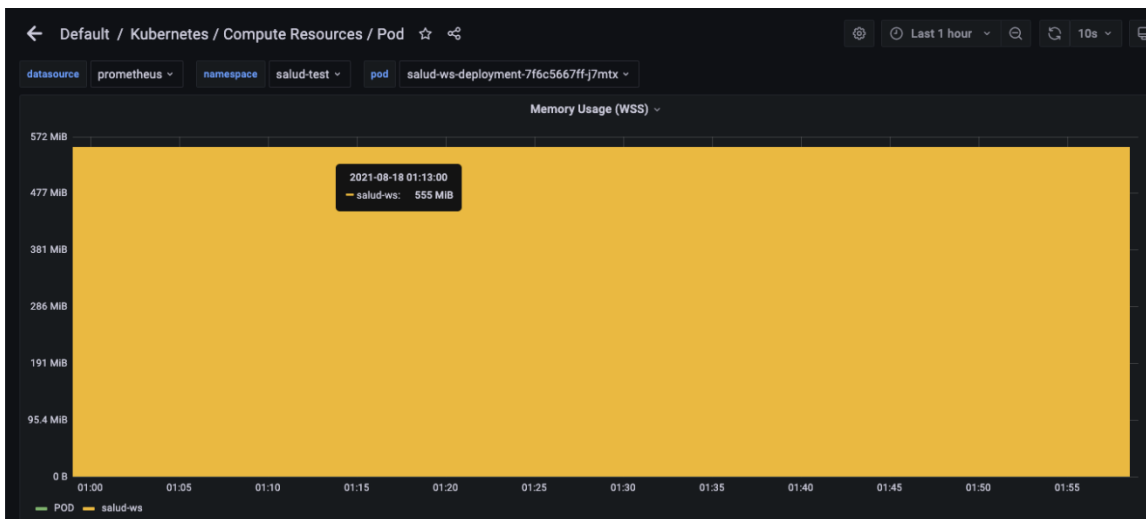 Default / Kubernetes / Compute Resources / Pod
Last 1 hour
10s
datasource prometheus namespace salud-test pod salud-ws-deployment-7f6c5667ff-j7mtx
Memory Usage (WSS)
572 MiB
477 MiB
381 MiB
286 MiB
191 MiB
95.4 MiB
0 B
2021-08-18 01:13:00
salud-ws: 555 MiB
01:00 01:05 01:10 01:15 01:20 01:25 01:30 01:35 01:40 01:45 01:50 01:55
POD salud-ws